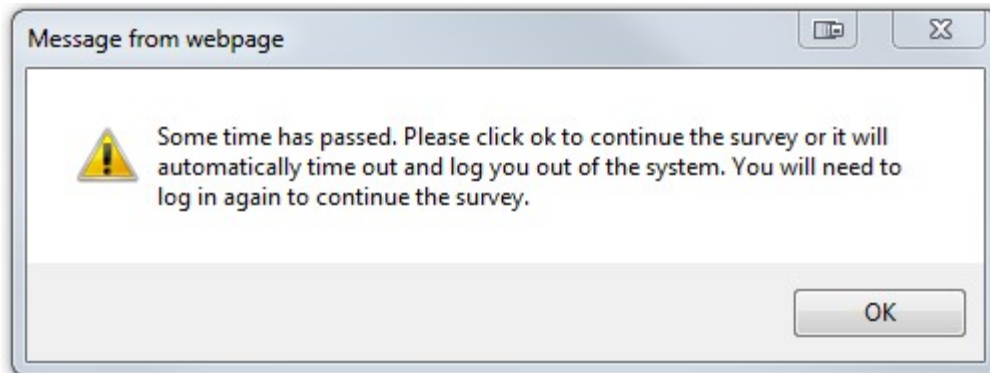 Message from webpage
Some time has passed. Please click ok to continue the survey or it will
automatically time out and log you out of the system. You will need to
log in again to continue the survey.
OK